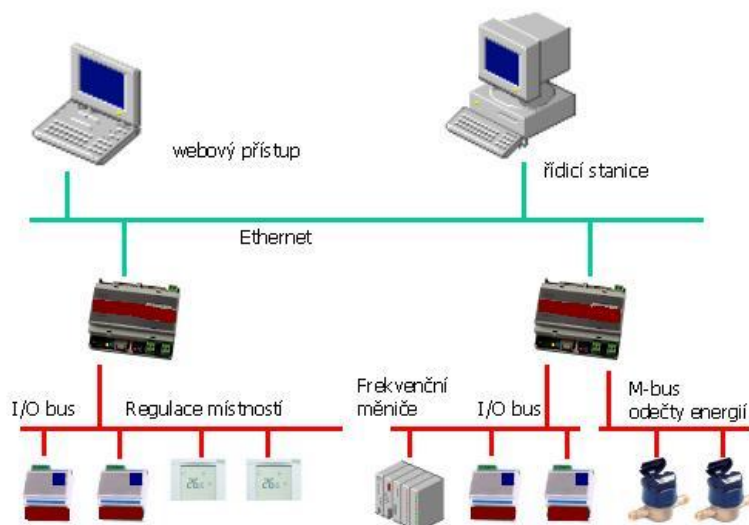 webový přístup
řídicí stanice
Ethernet
I/O bus
Regulace místností
Frekvenční
měniče
I/O bus
M-bus
odečty energií